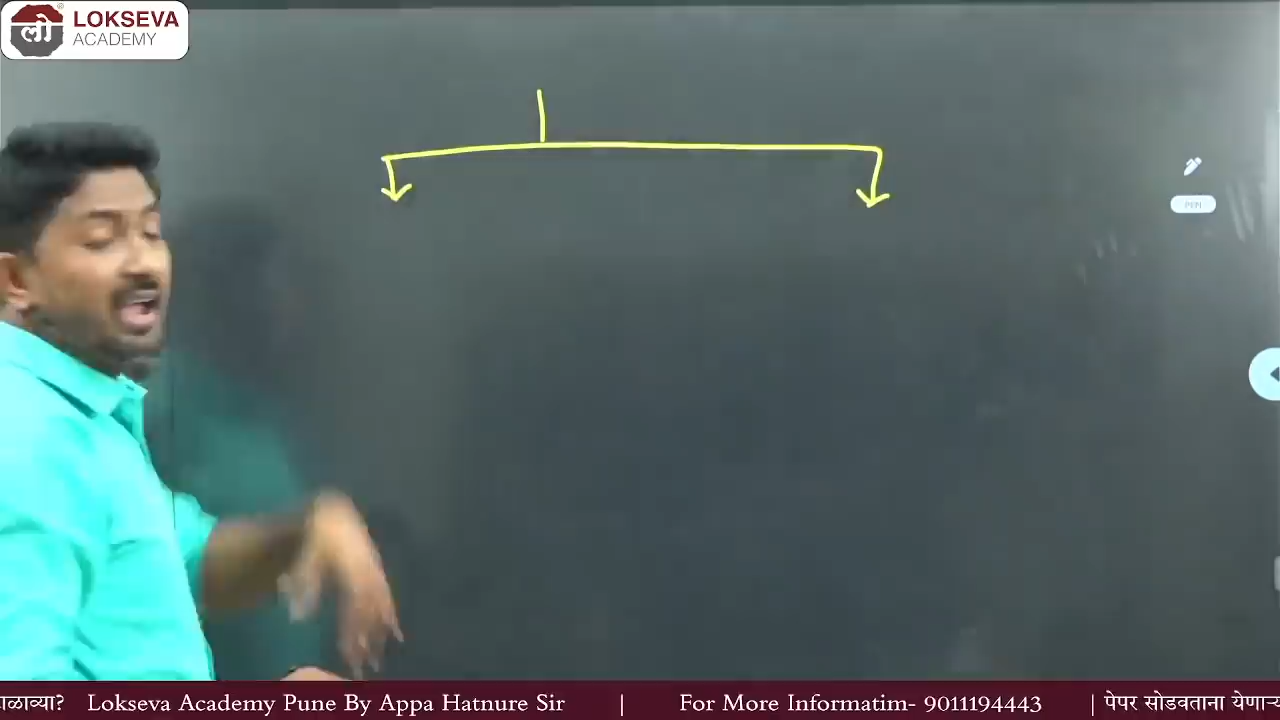 लो
LOKSEVA
ACADEMY
Lokseva Academy Pune By Appa Hatnure Sir | For More Informatim- 9011194443 | पेपर सोडवताना